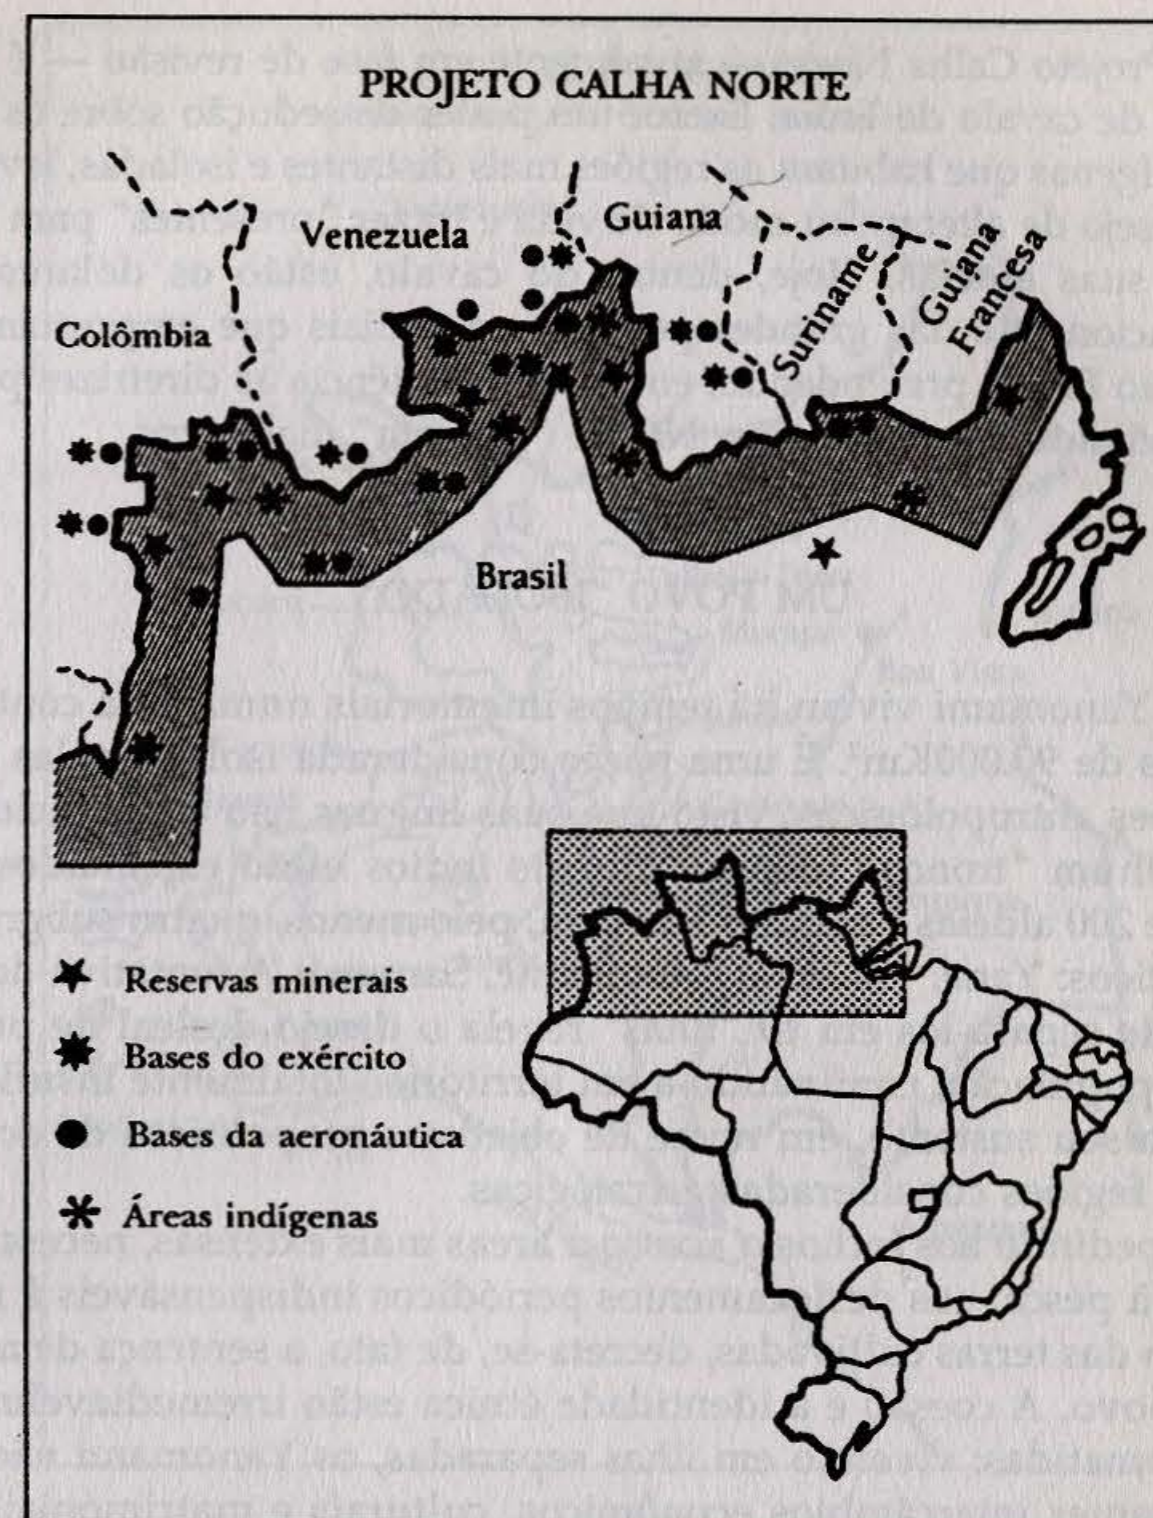 PROJETO CALHA NORTE
Venezuela
Guiana
Suriname
Guiana
Francesa
Colômbia
Brasil
Reservas minerais
Bases do exército
Bases da aeronáutica
Áreas indígenas